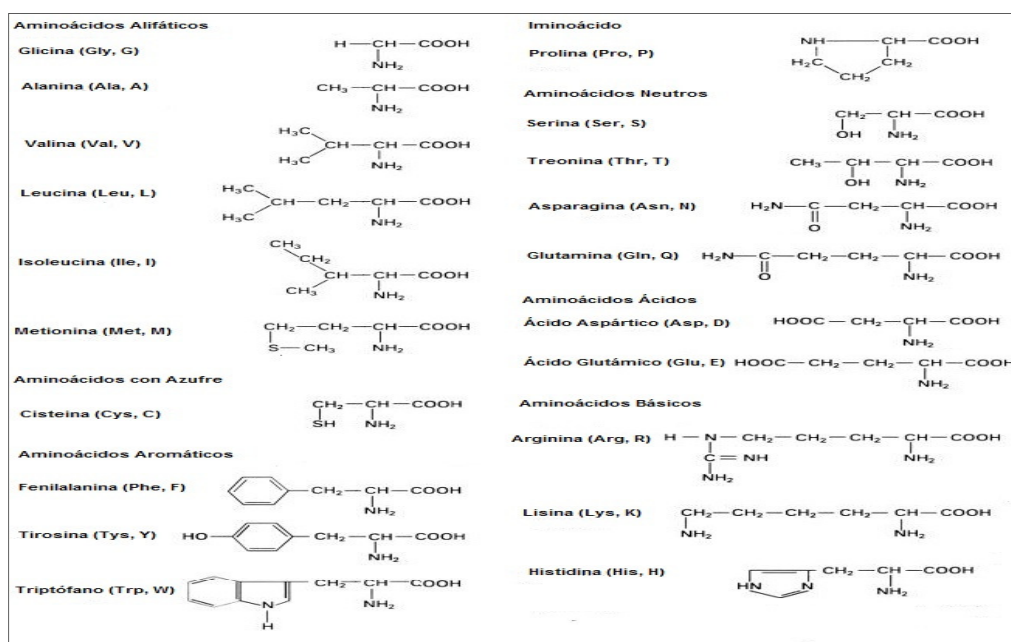 Aminoácidos Alifáticos
Glicina (Gly, G)
H—CH—COOH
NH₂
Alanina (Ala, A)
CH₃—CH—COOH
NH₂
Valina (Val, V)
H₃C
CH—CH—COOH
H₃C
NH₂
Leucina (Leu, L)
H₃C
CH—CH₂—CH—COOH
H₃C
NH₂
Isoleucina (Ile, I)
CH₃
CH₂
CH—CH—COOH
CH₃
NH₂
Metionina (Met, M)
CH₂—CH₂—CH—COOH
S—CH₃
NH₂
Aminoácidos con Azufre
Cisteina (Cys, C)
CH₂—CH—COOH
SH
NH₂
Aminoácidos Aromáticos
Fenilalanina (Phe, F)
CH₂—CH—COOH
NH₂
Tirosina (Tys, Y)
HO
CH₂—CH—COOH
NH₂
Triptófano (Trp, W)
CH₂—CH—COOH
NH₂
N
H
Iminoácido
Prolina (Pro, P)
NH—CH—COOH
H₂C
CH₂
CH₂
Aminoácidos Neutros
Serina (Ser, S)
CH₂—CH—COOH
OH
NH₂
Treonina (Thr, T)
CH₃—CH—CH—COOH
OH
NH₂
Asparagina (Asn, N)
H₂N—C—CH₂—CH—COOH
O
NH₂
Glutamina (Gln, Q)
H₂N—C—CH₂—CH₂—CH—COOH
O
NH₂
Aminoácidos Ácidos
Ácido Aspártico (Asp, D)
HOOC—CH₂—CH—COOH
NH₂
Ácido Glutámico (Glu, E)
HOOC—CH₂—CH₂—CH—COOH
NH₂
Aminoácidos Básicos
Arginina (Arg, R)
H—N—CH₂—CH₂—CH₂—CH—COOH
C=NH
NH₂
NH₂
Lisina (Lys, K)
CH₂—CH₂—CH₂—CH₂—CH—COOH
NH₂
NH₂
Histidina (His, H)
CH₂—CH—COOH
HN
N
NH₂